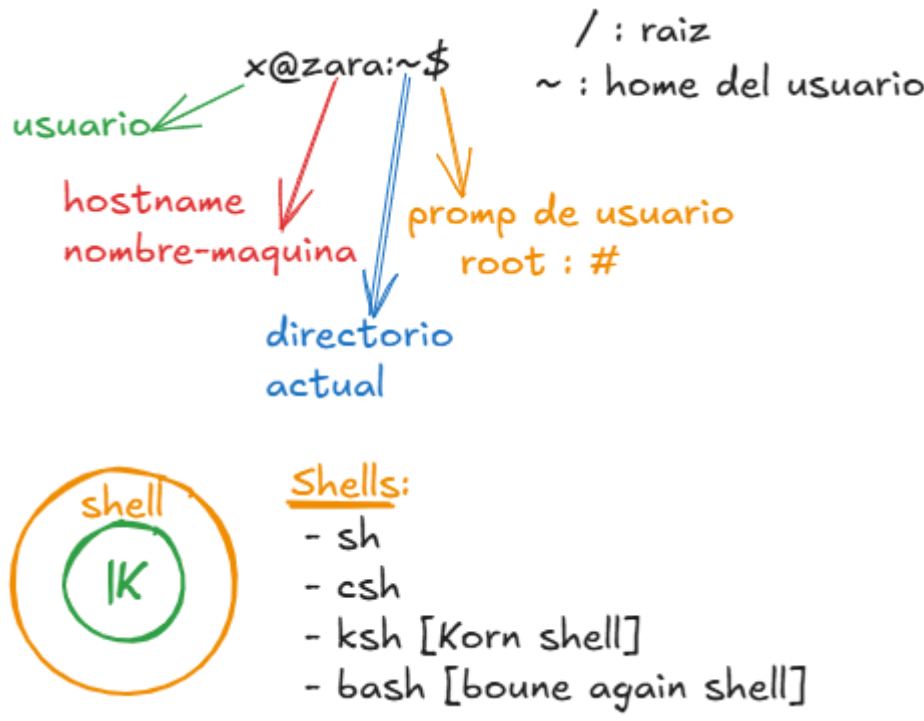 / : raiz
x@zara:~$
~ : home del usuario
usuario
hostname
nombre-maquina
promp de usuario
root : #
directorio
actual
shell
K
Shells:
- sh
- csh
- ksh [Korn shell]
- bash [boune again shell]